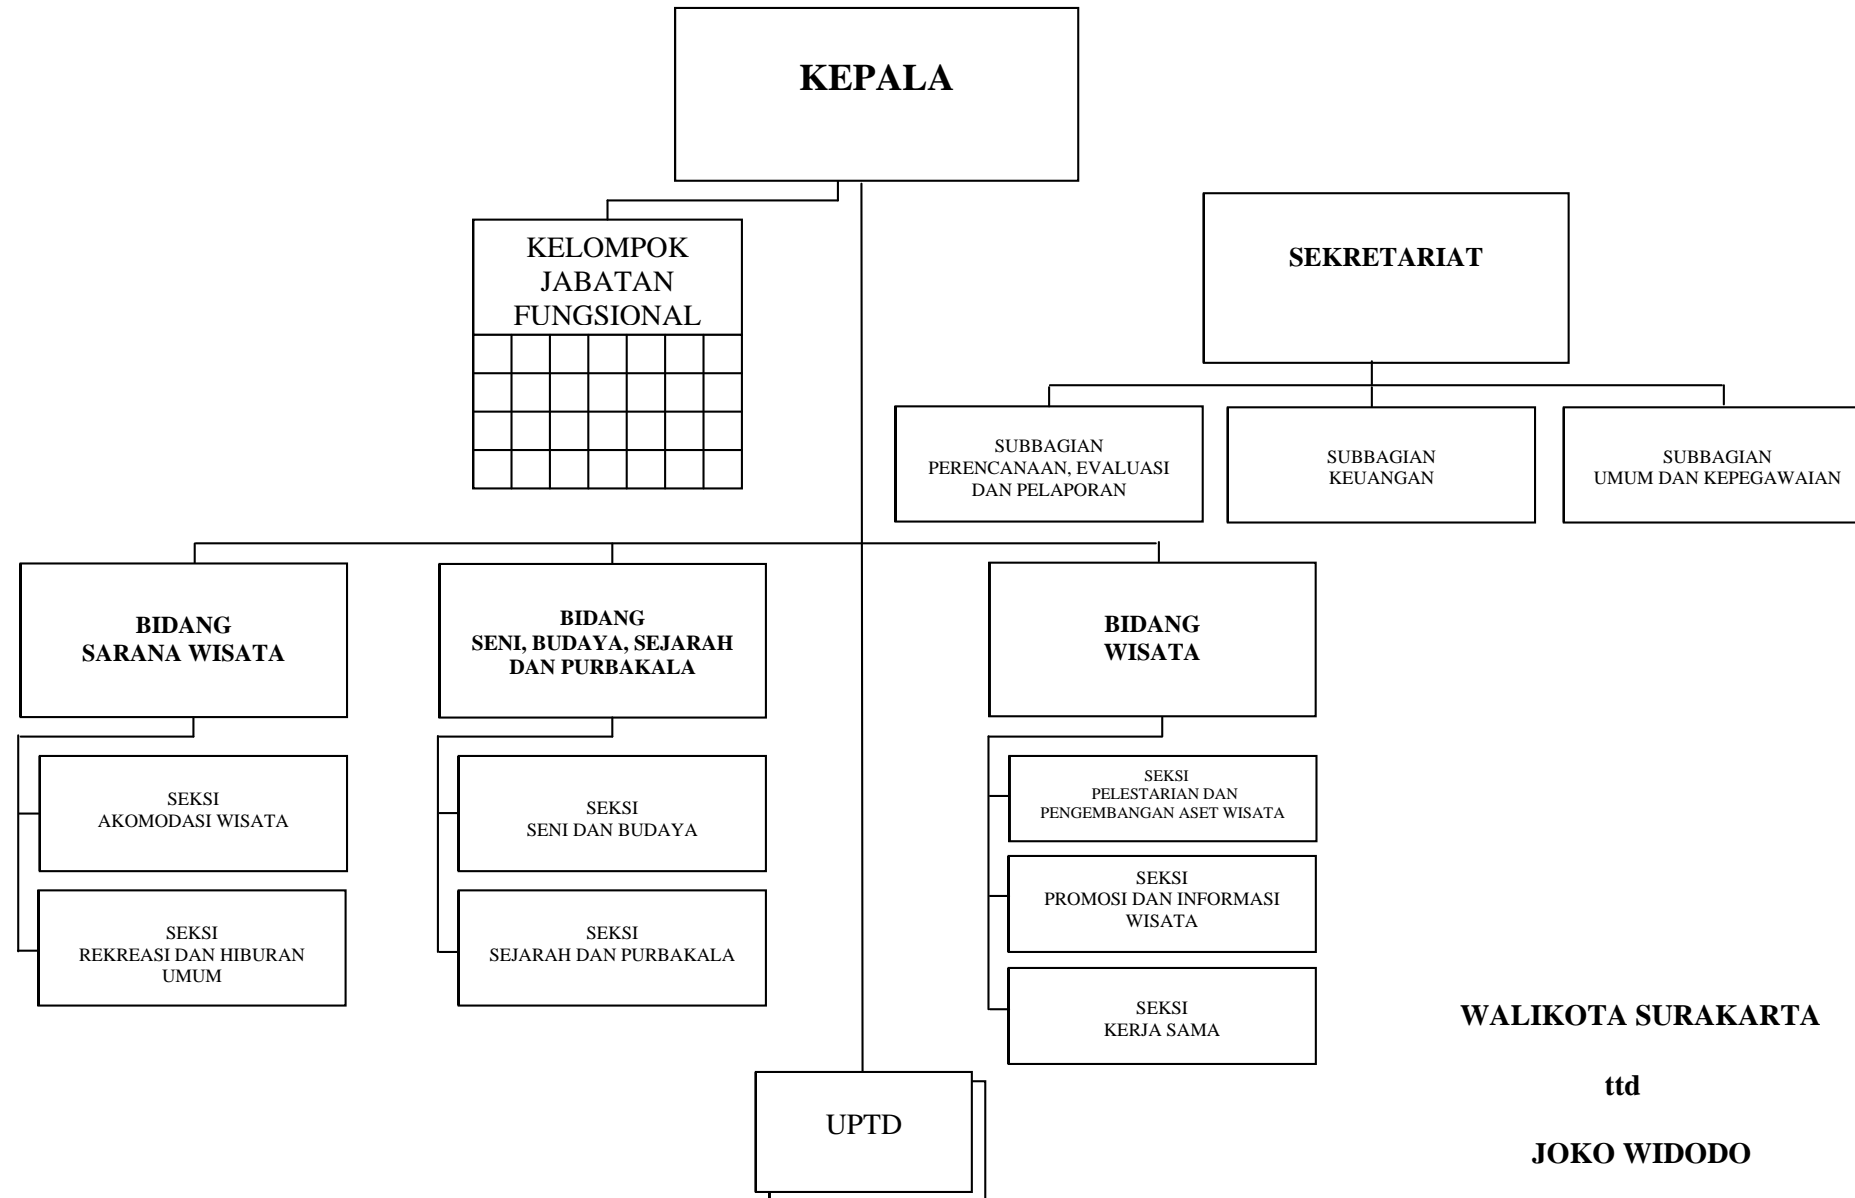 KEPALA
KELOMPOK
JABATAN
FUNGSIONAL
SEKRETARIAT
SUBBAGIAN
PERENCANAAN, EVALUASI
DAN PELAPORAN
SUBBAGIAN
KEUANGAN
SUBBAGIAN
UMUM DAN KEPEGAWAIAN
BIDANG
SARANA WISATA
BIDANG
SENI, BUDAYA, SEJARAH
DAN PURBAKALA
BIDANG
WISATA
SEKSI
AKOMODASI WISATA
SEKSI
REKREASI DAN HIBURAN
UMUM
SEKSI
SENI DAN BUDAYA
SEKSI
SEJARAH DAN PURBAKALA
SEKSI
PELESTARIAN DAN
PENGEMBANGAN ASET WISATA
SEKSI
PROMOSI DAN INFORMASI
WISATA
SEKSI
KERJA SAMA
UPTD
WALIKOTA SURAKARTA
ttd
JOKO WIDODO